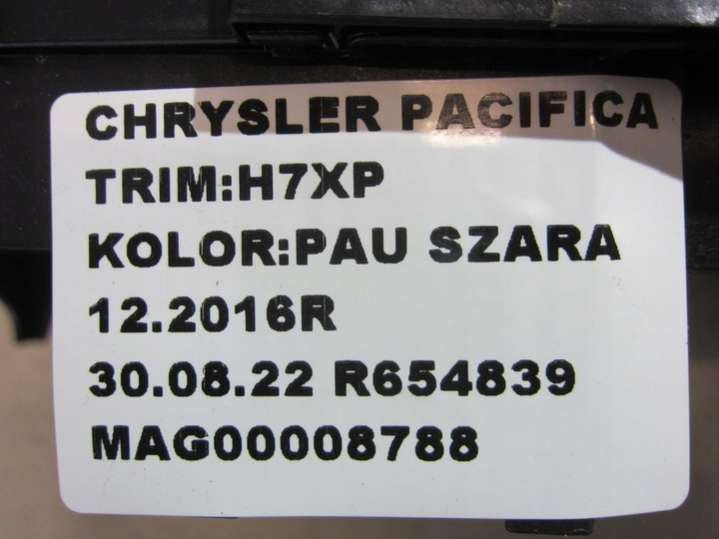 CHRYSLER PACIFICA
TRIM:H7XP
KOLOR:PAU SZARA
12.2016R
30.08.22 R654839
MAG00008788